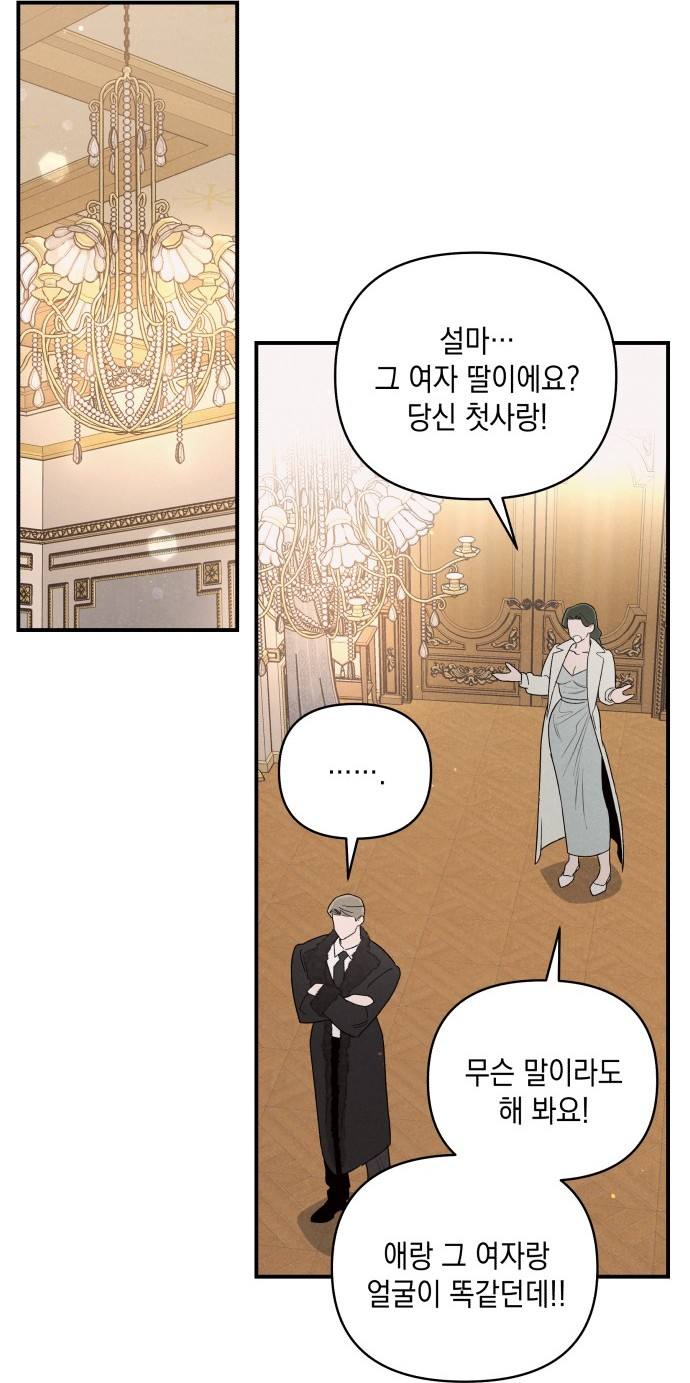 설마…
그 여자 딸이에요?
당신 첫사랑!
…….
무슨 말이라도
해 봐요!
애랑 그 여자랑
얼굴이 똑같던데!!